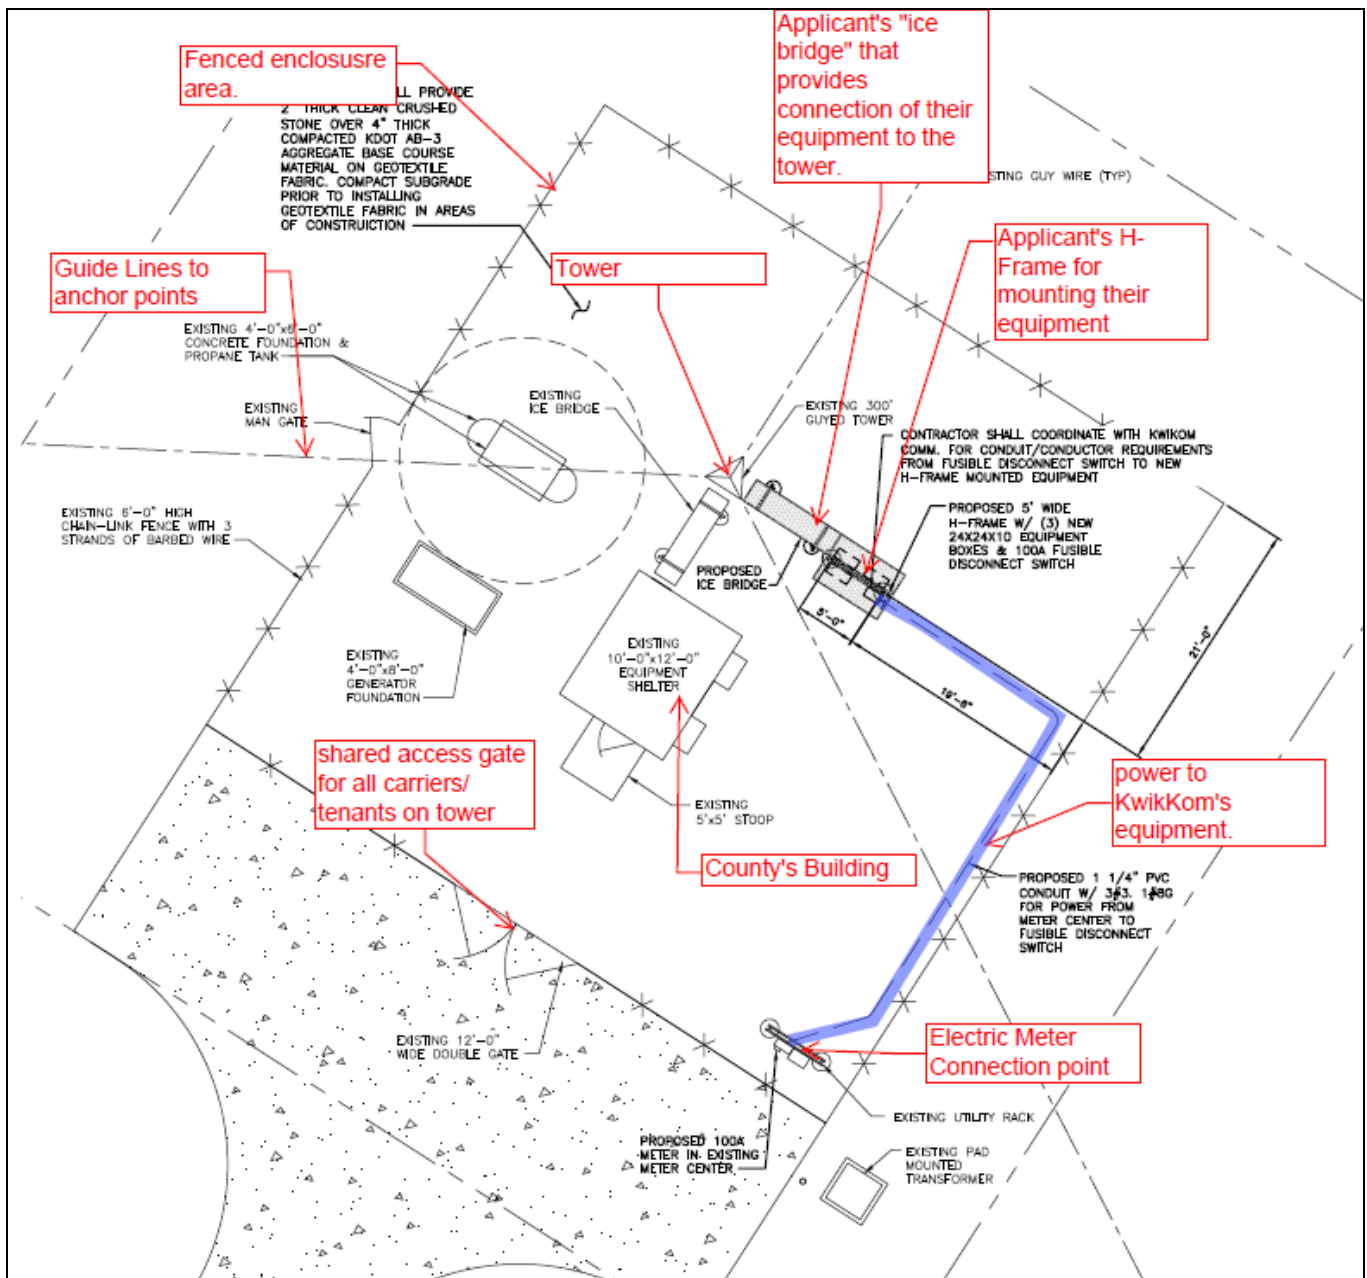 Fenced enclosusre
area.
LL PROVIDE
2" THICK CLEAN CRUSHED
STONE OVER 4" THICK
COMPACTED KDOT AB-3
AGGREGATE BASE COURSE
MATERIAL ON GEOTEXTILE
FABRIC. COMPACT SUBGRADE
PRIOR TO INSTALLING
GEOTEXTILE FABRIC IN AREAS
OF CONSTRUICTION
Applicant's "ice
bridge" that
provides
connection of their
equipment to the
tower.
STING GUY WIRE (TYP)
Applicant's H-
Frame for
mounting their
equipment
Guide Lines to
anchor points
Tower
EXISTING 4'-0"x6'-0"
CONCRETE FOUNDATION &
PROPANE TANK
EXISTING
MAN GATE
EXISTING
ICE BRIDGE
EXISTING 300'
GUYED TOWER
CONTRACTOR SHALL COORDINATE WITH KWIKOM
COMM. FOR CONDUIT/CONDUCTOR REQUIREMENTS
FROM FUSIBLE DISCONNECT SWITCH TO NEW
H-FRAME MOUNTED EQUIPMENT
EXISTING 6'-0" HIGH
CHAIN-LINK FENCE WITH 3
STRANDS OF BARBED WIRE
PROPOSED 5' WIDE
H-FRAME W/ (3) NEW
24X24X10 EQUIPMENT
BOXES & 100A FUSIBLE
DISCONNECT SWITCH
PROPOSED
ICE BRIDGE
5'-0"
21'-0"
19'-6"
EXISTING
4'-0"x8'-0"
GENERATOR
FOUNDATION
EXISTING
10'-0"x12'-0"
EQUIPMENT
SHELTER
shared access gate
for all carriers/
tenants on tower
EXISTING
5'x5' STOOP
power to
KwikKom's
equipment.
County's Building
PROPOSED 1 1/4" PVC
CONDUIT W/ 3#3, 1#8G
FOR POWER FROM
METER CENTER TO
FUSIBLE DISCONNECT
SWITCH
EXISTING 12'-0"
WIDE DOUBLE GATE
Electric Meter
Connection point
EXISTING UTILITY RACK
PROPOSED 100A
METER IN EXISTING
METER CENTER
EXISTING PAD
MOUNTED
TRANSFORMER